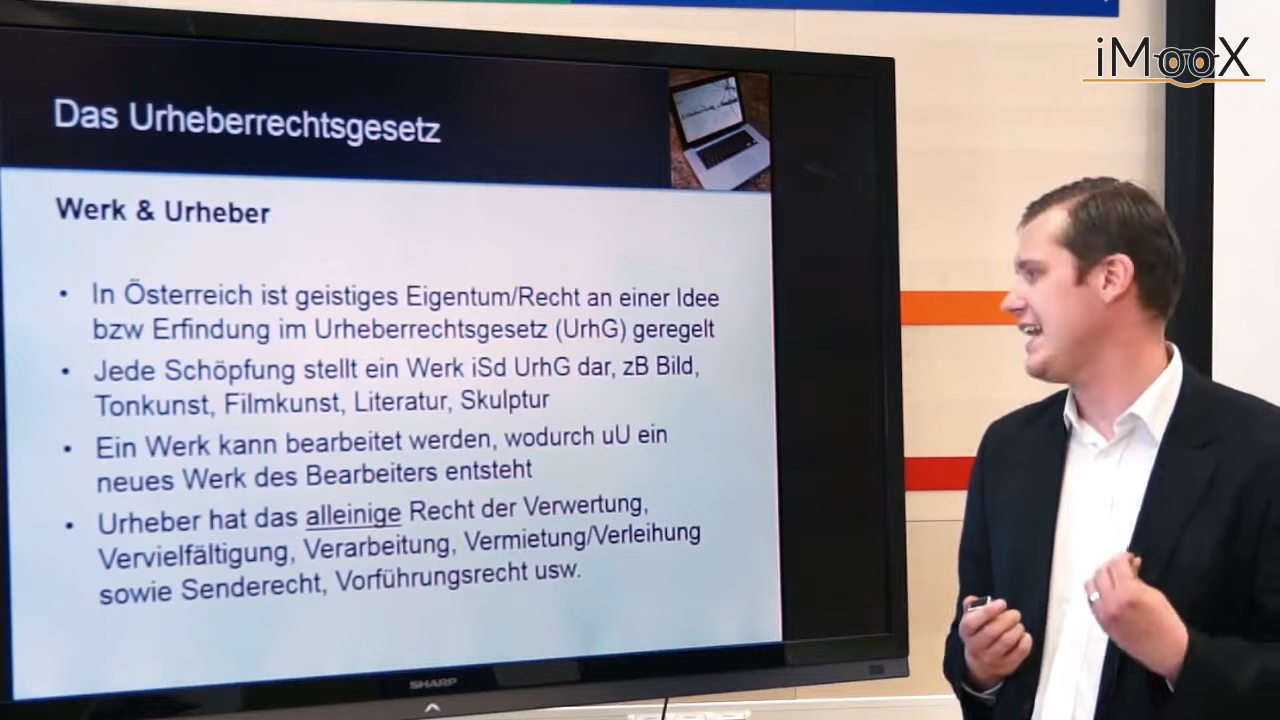 iMooX
Das Urheberrechtsgesetz
Werk & Urheber
• In Österreich ist geistiges Eigentum/Recht an einer Idee
bzw Erfindung im Urheberrechtsgesetz (UrhG) geregelt
• Jede Schöpfung stellt ein Werk iSd UrhG dar, zB Bild,
Tonkunst, Filmkunst, Literatur, Skulptur
• Ein Werk kann bearbeitet werden, wodurch uU ein
neues Werk des Bearbeiters entsteht
• Urheber hat das alleinige Recht der Verwertung,
Vervielfältigung, Verarbeitung, Vermietung/Verleihung
sowie Senderecht, Vorführungsrecht usw.
SHARP